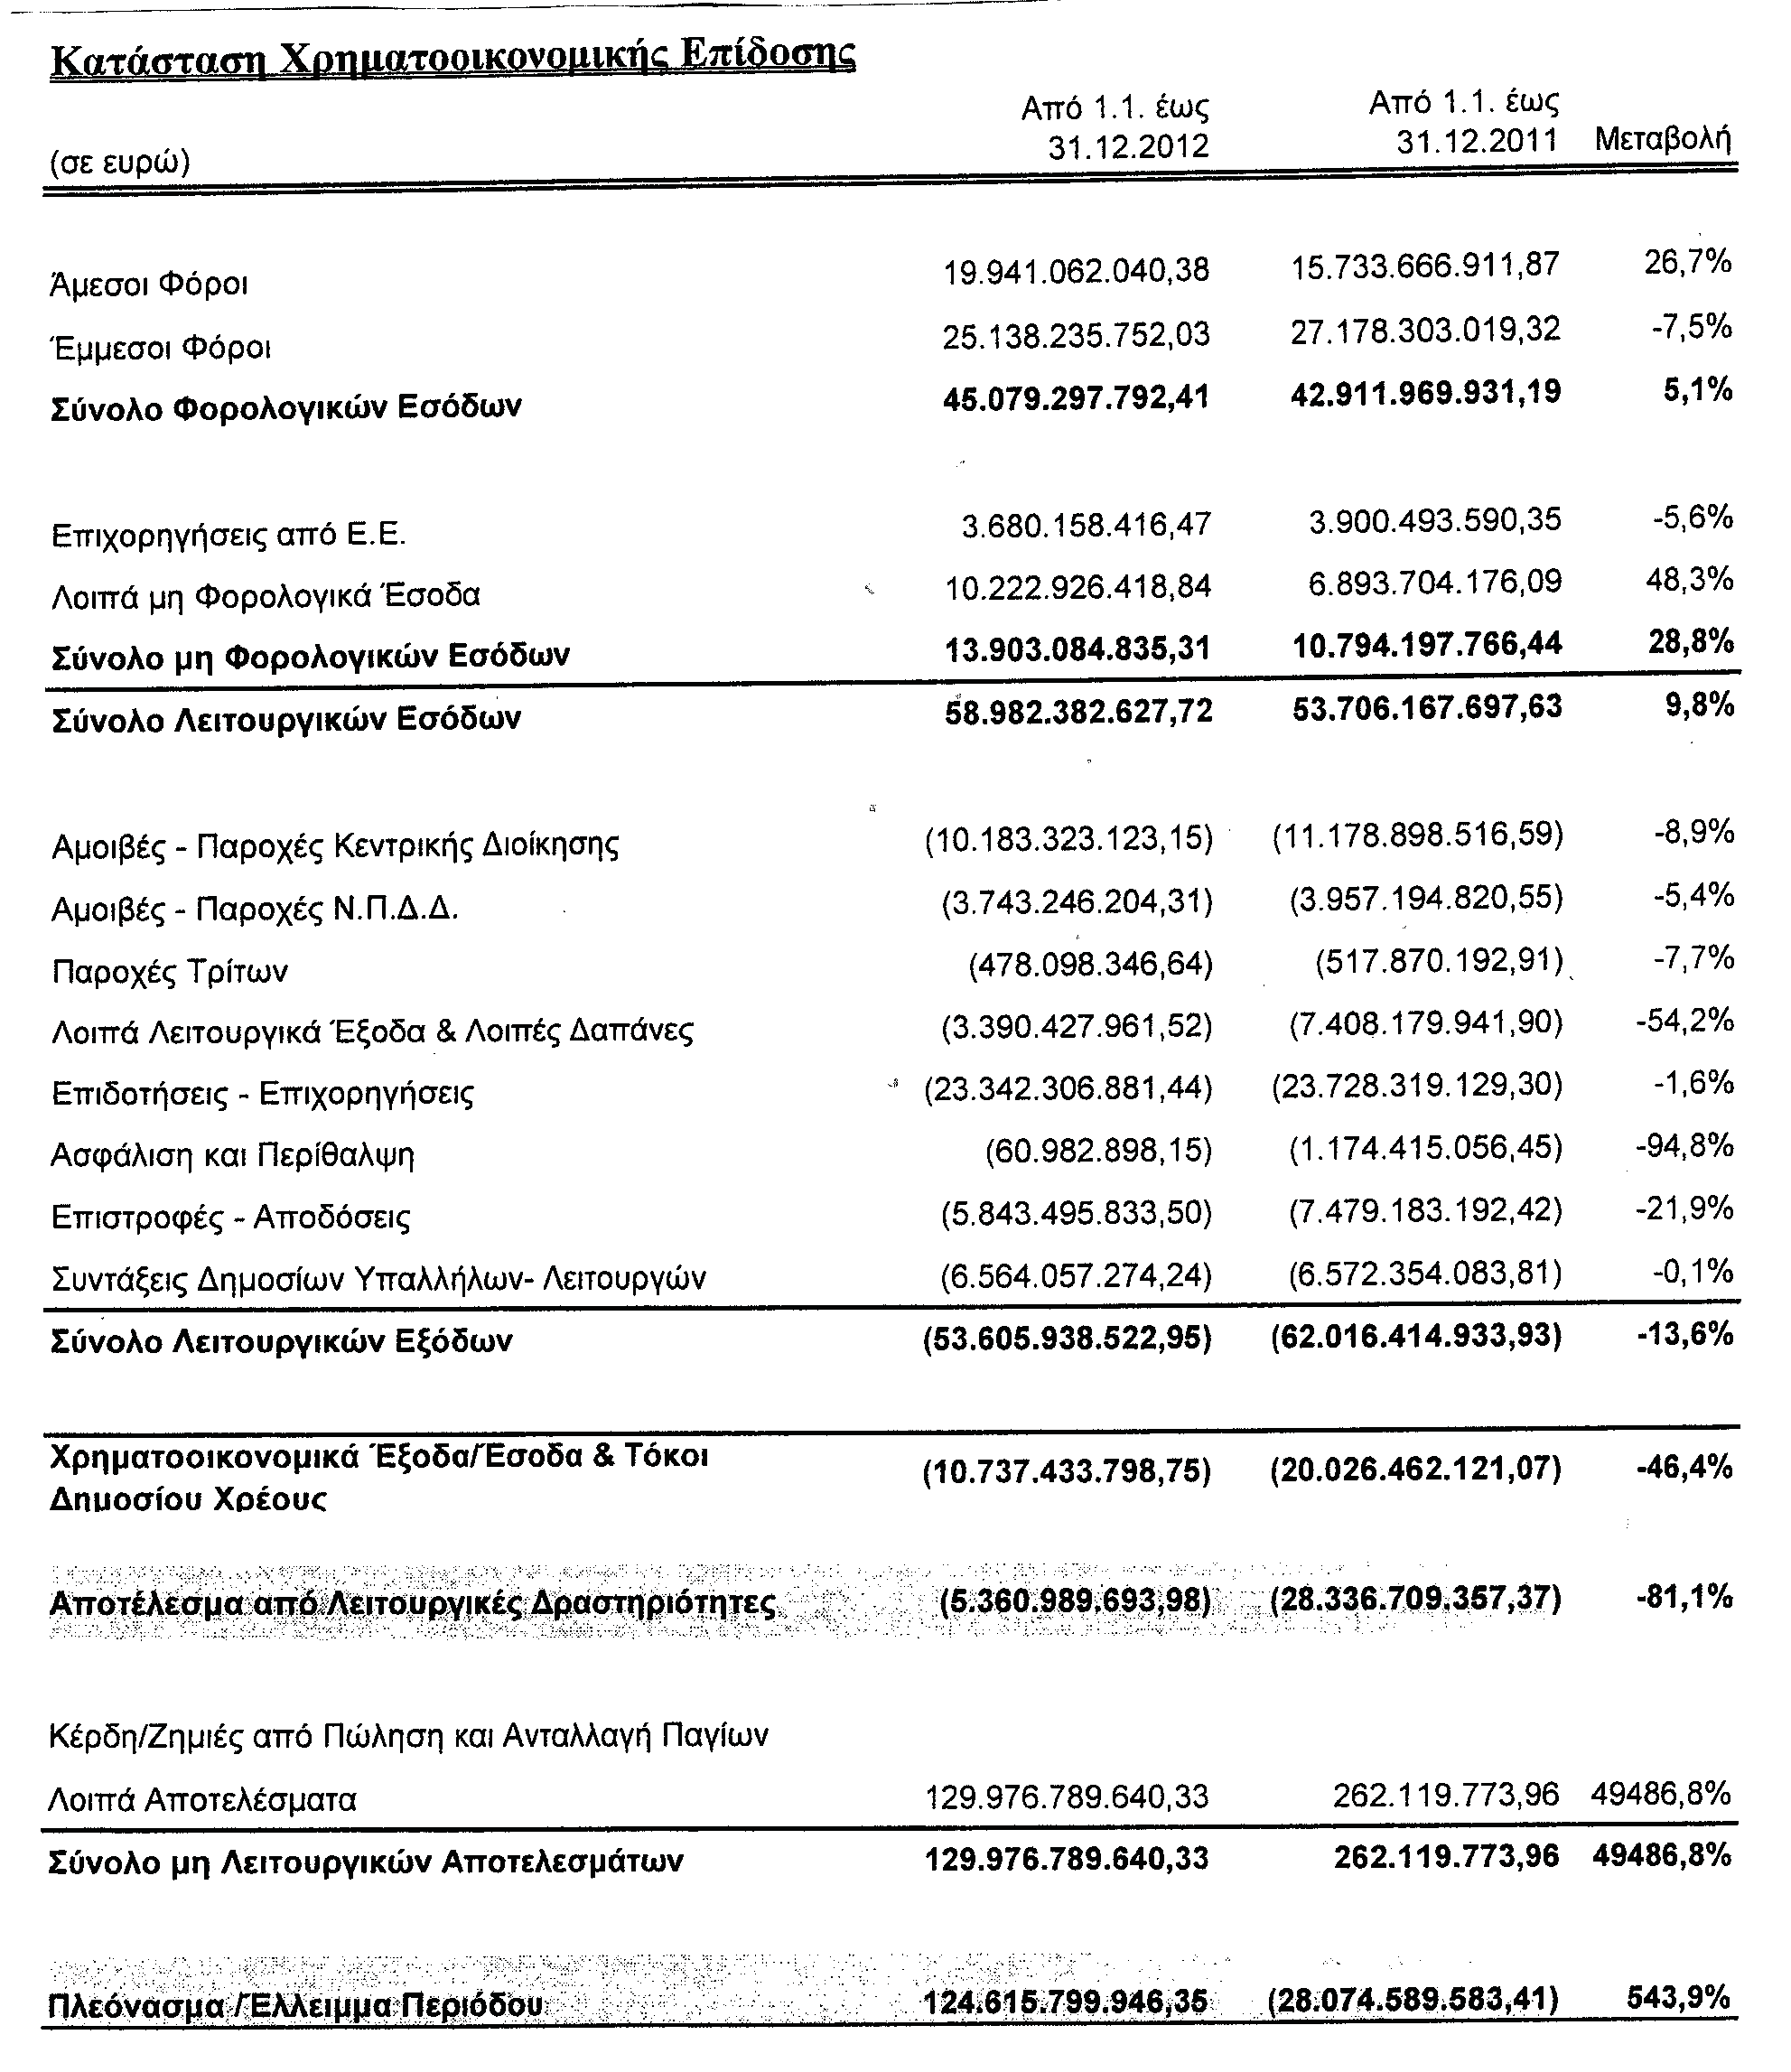 Κατάσταση Χρηματοοικονομικής Επίδοσης
(σε ευρώ) Από 1.1. έως 31.12.2012 Από 1.1. έως 31.12.2011 Μεταβολή
Άμεσοι Φόροι 19.941.062.040,38 15.733.666.911,87 26,7%
Έμμεσοι Φόροι 25.138.235.752,03 27.178.303.019,32 -7,5%
Σύνολο Φορολογικών Εσόδων 45.079.297.792,41 42.911.969.931,19 5,1%
Επιχορηγήσεις από Ε.Ε. 3.680.158.416,47 3.900.493.590,35 -5,6%
Λοιπά μη Φορολογικά Έσοδα 10.222.926.418,84 6.893.704.176,09 48,3%
Σύνολο μη Φορολογικών Εσόδων 13.903.084.835,31 10.794.197.766,44 28,8%
Σύνολο Λειτουργικών Εσόδων 58.982.382.627,72 53.706.167.697,63 9,8%
Αμοιβές - Παροχές Κεντρικής Διοίκησης (10.183.323.123,15) (11.178.898.516,59) -8,9%
Αμοιβές - Παροχές Ν.Π.Δ.Δ. (3.743.246.204,31) (3.957.194.820,55) -5,4%
Παροχές Τρίτων (478.098.346,64) (517.870.192,91) -7,7%
Λοιπά Λειτουργικά Έξοδα & Λοιπές Δαπάνες (3.390.427.961,52) (7.408.179.941,90) -54,2%
Επιδοτήσεις - Επιχορηγήσεις (23.342.306.881,44) (23.728.319.129,30) -1,6%
Ασφάλιση και Περίθαλψη (60.982.898,15) (1.174.415.056,45) -94,8%
Επιστροφές - Αποδόσεις (5.843.495.833,50) (7.479.183.192,42) -21,9%
Συντάξεις Δημοσίων Υπαλλήλων- Λειτουργών (6.564.057.274,24) (6.572.354.083,81) -0,1%
Σύνολο Λειτουργικών Εξόδων (53.605.938.522,95) (62.016.414.933,93) -13,6%
Χρηματοοικονομικά Έξοδα/Έσοδα & Τόκοι
Δημοσίου Χρέους (10.737.433.798,75) (20.026.462.121,07) -46,4%
Αποτέλεσμα από Λειτουργικές Δραστηριότητες (5.360.989.693,98) (28.336.709.357,37) -81,1%
Κέρδη/Ζημιές από Πώληση και Ανταλλαγή Παγίων
Λοιπά Αποτελέσματα 129.976.789.640,33 262.119.773,96 49486,8%
Σύνολο μη Λειτουργικών Αποτελεσμάτων 129.976.789.640,33 262.119.773,96 49486,8%
Πλεόνασμα /Έλλειμμα Περιόδου 124.615.799.946,35 (28.074.589.583,41) 543,9%